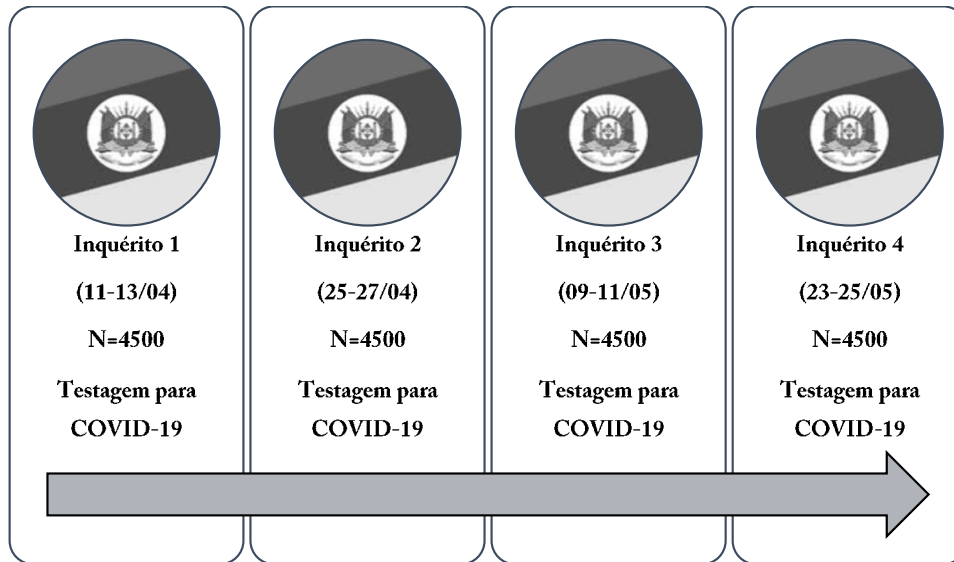 Inquérito 1
(11-13/04)
N=4500
Testagem para
COVID-19
Inquérito 2
(25-27/04)
N=4500
Testagem para
COVID-19
Inquérito 3
(09-11/05)
N=4500
Testagem para
COVID-19
Inquérito 4
(23-25/05)
N=4500
Testagem para
COVID-19